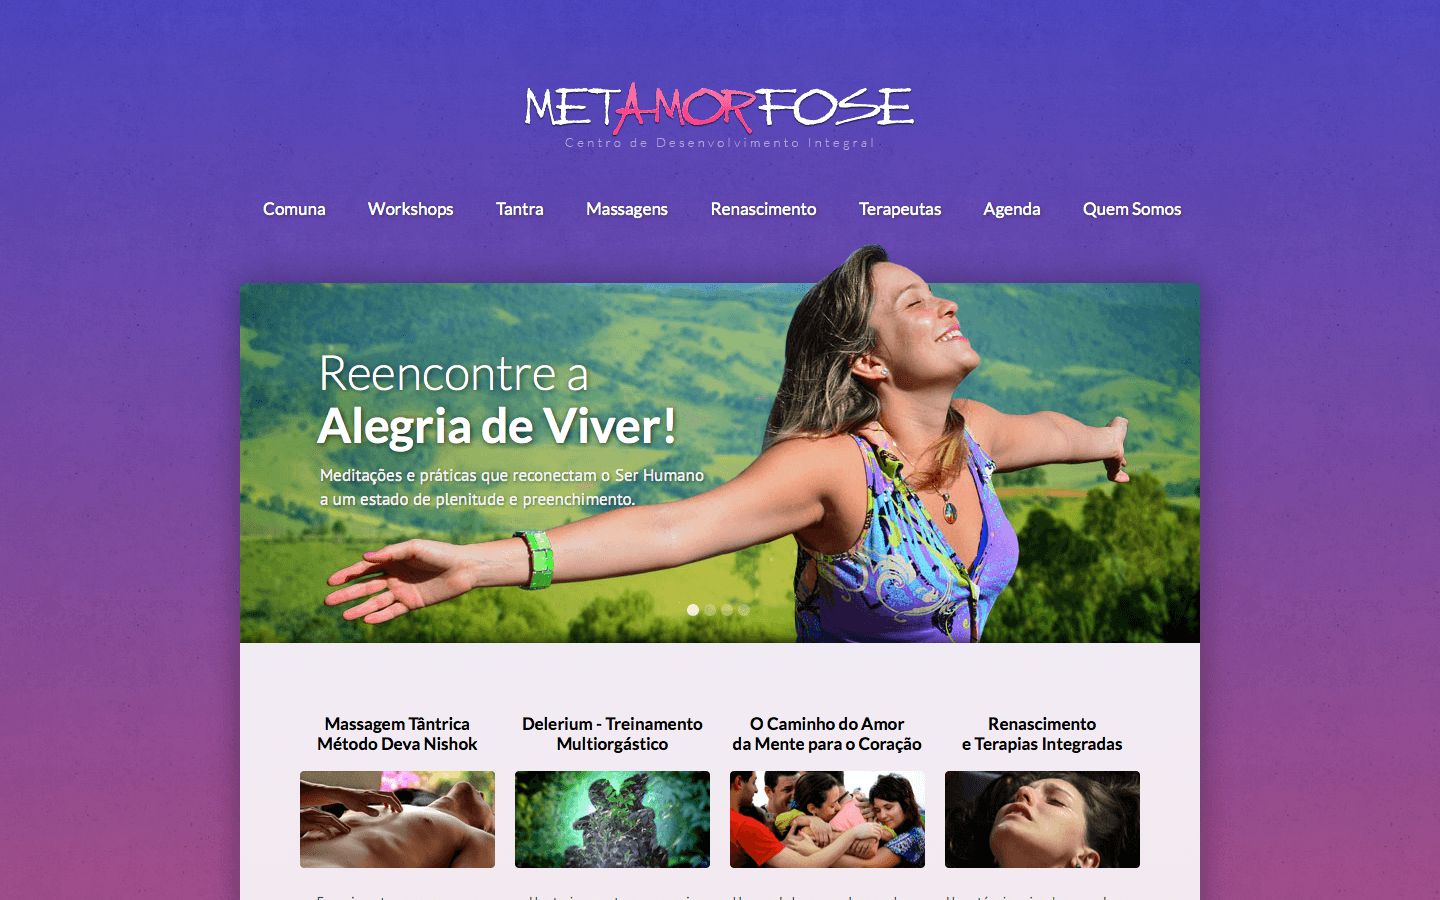 METAMORFOSE
Centro de Desenvolvimento Integral
Comuna Workshops Tantra Massagens Renascimento Terapeutas Agenda Quem Somos
Reencontre a
Alegria de Viver!
Meditações e práticas que reconectam o Ser Humano
a um estado de plenitude e preenchimento.
Massagem Tântrica
Método Deva Nishok
Delerium - Treinamento
Multiorgástico
O Caminho do Amor
da Mente para o Coração
Renascimento
e Terapias Integradas